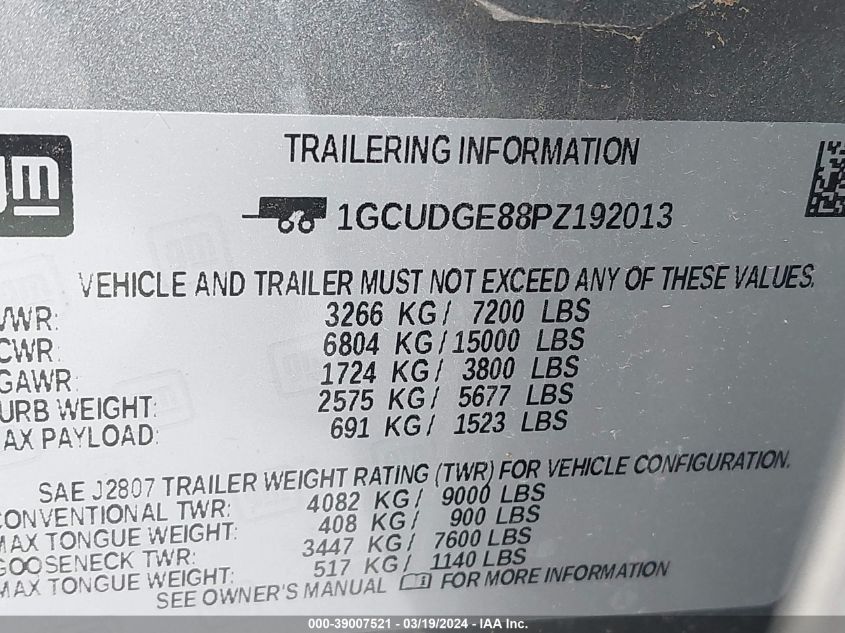 gm
TRAILERING INFORMATION
1GCUDGE88PZ192013
VEHICLE AND TRAILER MUST NOT EXCEED ANY OF THESE VALUES.
VWR: 3266 KG/ 7200 LBS
CWR: 6804 KG/15000 LBS
GAWR: 1724 KG/ 3800 LBS
URB WEIGHT: 2575 KG/ 5677 LBS
AX PAYLOAD: 691 KG/ 1523 LBS
SAE J2807 TRAILER WEIGHT RATING (TWR) FOR VEHICLE CONFIGURATION.
CONVENTIONAL TWR: 4082 KG/ 9000 LBS
MAX TONGUE WEIGHT: 408 KG/ 900 LBS
GOOSENECK TWR: 3447 KG/ 7600 LBS
MAX TONGUE WEIGHT: 517 KG/ 1140 LBS
SEE OWNER'S MANUAL FOR MORE INFORMATION
000-39007521 - 03/19/2024 - IAA Inc.